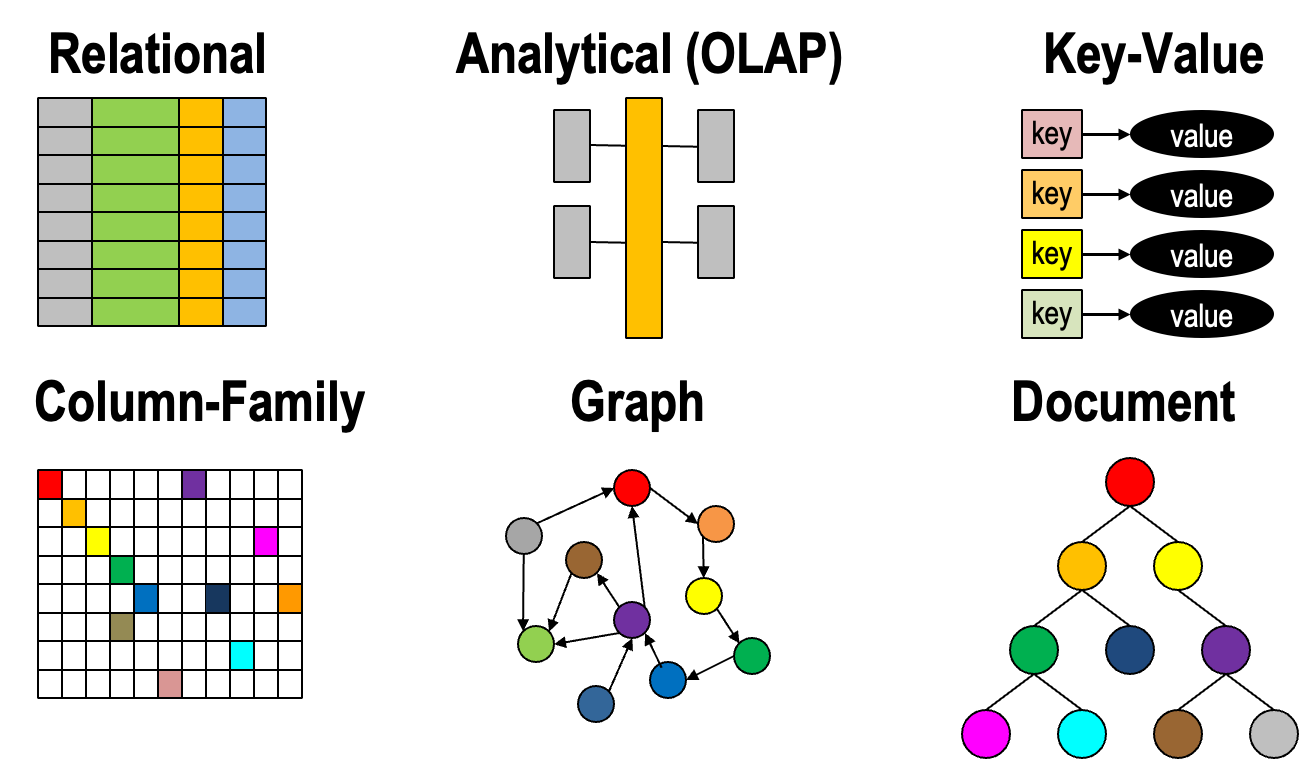 Relational
Analytical (OLAP)
Key-Value
key
value
key
value
key
value
key
value
Column-Family
Graph
Document